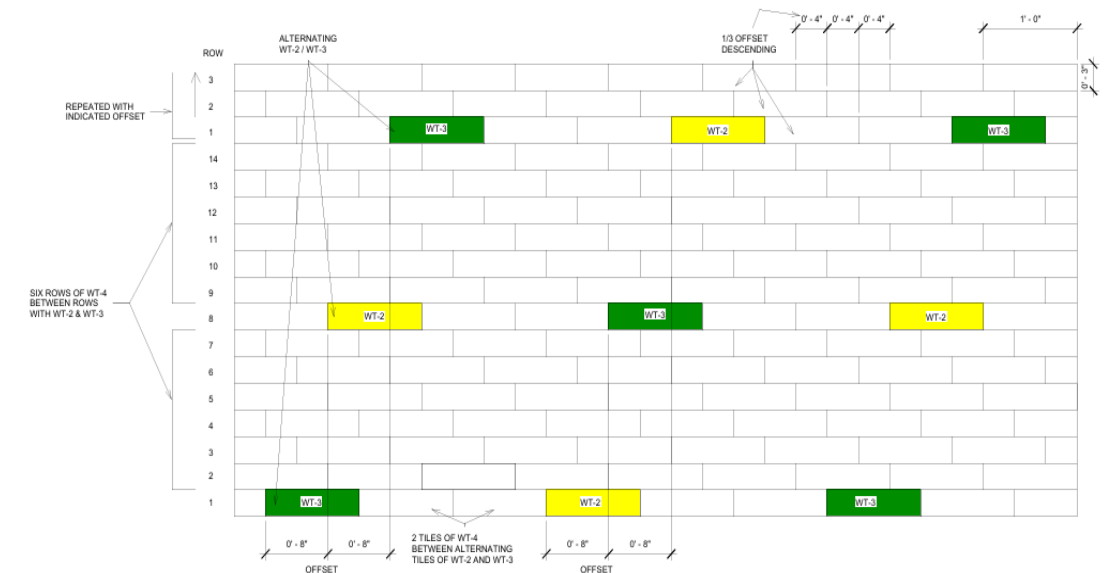 0' - 4" 0' - 4" 0' - 4" 1' - 0"
ALTERNATING
WT-2 / WT-3
1/3 OFFSET
DESCENDING
ROW
3
0' - 3"
REPEATED WITH
INDICATED OFFSET
2
1 WT-3 WT-2 WT-3
14
13
12
11
10
SIX ROWS OF WT-4
BETWEEN ROWS
WITH WT-2 & WT-3
9
8 WT-2 WT-3 WT-2
7
6
5
4
3
2
1 WT-3 WT-2 WT-3
0' - 8" 0' - 8" 0' - 8" 0' - 8"
2 TILES OF WT-4
BETWEEN ALTERNATING
TILES OF WT-2 AND WT-3
OFFSET OFFSET